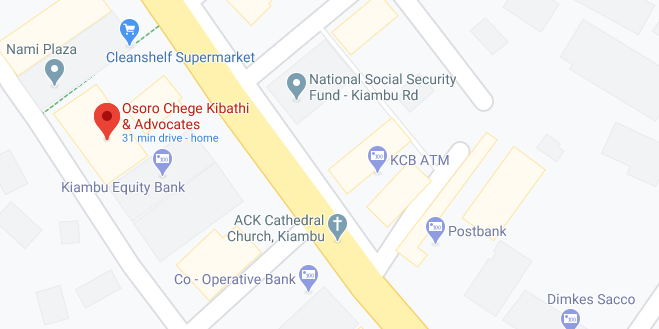 Nami Plaza
Cleanshelf Supermarket
National Social Security
Fund - Kiambu Rd
Osoro Chege Kibathi
& Advocates
31 min drive - home
KCB ATM
Kiambu Equity Bank
ACK Cathedral
Church, Kiambu
Postbank
Co - Operative Bank
Dimkes Sacco